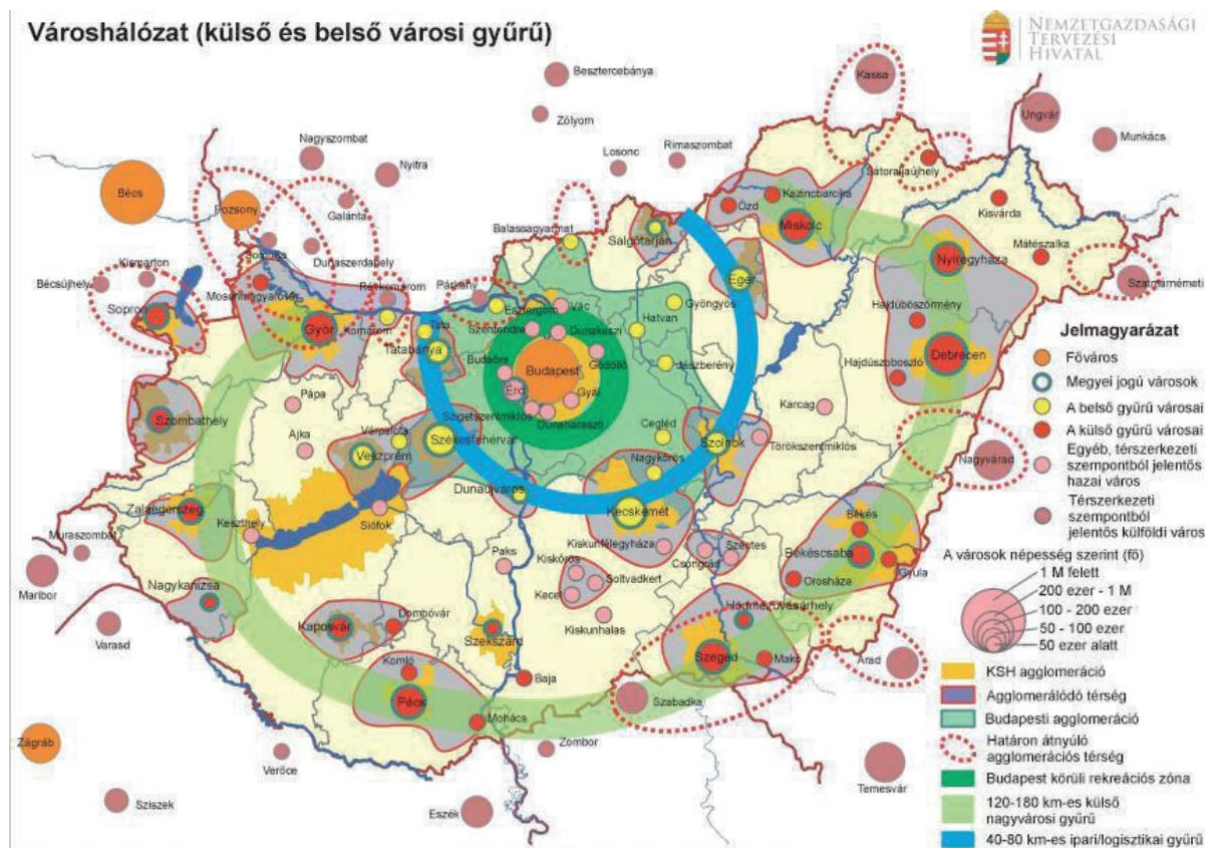 Városhálózat (külső és belső városi gyűrű)
NEMZETGAZDASÁGI
TERVEZÉSI
HIVATAL
Besztercebánya
Kassa
Zólyom
Ungvár
Munkács
Nagyszombat
Nyitra
Losonc
Rimaszombat
Sátoraljaújhely
Bécs
Pozsony
Galánta
Kazincbarcika
Ózd
Miskolc
Kisvárda
Balassagyarmat
Salgótarján
Mátészalka
Kismarton
Dunaszerdahely
Nyíregyháza
Bécsújhely
Mosonmagyaróvár
Révkomárom
Párkány
Eger
Szatmárnémeti
Sopron
Esztergom
Vác
Gyöngyös
Hajdúböszörmény
Győr
Komárom
Tata
Szentendre
Dunakeszi
Hatvan
Tatabánya
Budaörs
Gödöllő
Hajdúszoboszló
Debrecen
Budapest
Jászberény
Érd
Gyál
Pápa
Szigetszentmiklós
Dunaharaszti
Karcag
Szombathely
Ajka
Várpalota
Székesfehérvár
Cegléd
Szolnok
Törökszentmiklós
Veszprém
Nagykőrös
Nagyvárad
Dunaújváros
Zalaegerszeg
Keszthely
Siófok
Kecskemét
Békés
Muraszombat
Paks
Kiskőrös
Kiskunfélegyháza
Szentes
Csongrád
Békéscsaba
Gyula
Maribor
Nagykanizsa
Soltvadkert
Orosháza
Kecel
Varasd
Kaposvár
Dombóvár
Szekszárd
Kiskunhalas
Hódmezővásárhely
Komló
Baja
Szeged
Makó
Arad
Pécs
Mohács
Szabadka
Zágráb
Verőce
Zombor
Temesvár
Sziszek
Eszék
Jelmagyarázat
Főváros
Megyei jogú városok
A belső gyűrű városai
A külső gyűrű városai
Egyéb, térszerkezeti
szempontból jelentős
hazai város
Térszerkezeti
szempontból
jelentős külföldi város
A városok népesség szerint (fő)
1 M felett
200 ezer - 1 M
100 - 200 ezer
50 - 100 ezer
50 ezer alatt
KSH agglomeráció
Agglomerálódó térség
Budapesti agglomeráció
Határon átnyúló
agglomerációs térség
Budapest körüli rekreációs zóna
120-180 km-es külső
nagyvárosi gyűrű
40-80 km-es ipari/logisztikai gyűrű